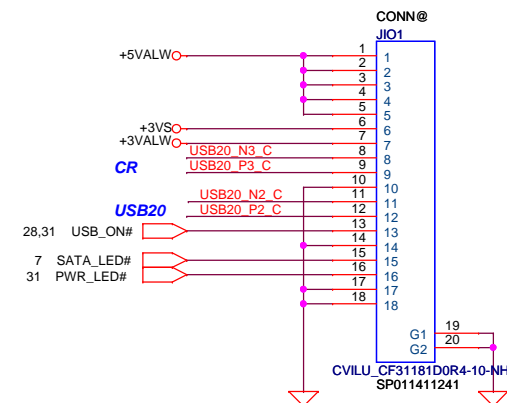 CONN@
JIO1
+5VALW 1 1
2 2
3 3
4 4
5 5
+3VS 6 6
+3VALW 7 7
CR USB20_N3_C 8 8
USB20_P3_C 9 9
10 10
USB20 USB20_N2_C 11 11
USB20_P2_C 12 12
28,31 USB_ON# 13 13
14 14
7 SATA_LED# 15 15
31 PWR_LED# 16 16
17 17
18 18
G1 19
G2 20
CVILU_CF31181D0R4-10-NH
SP011411241